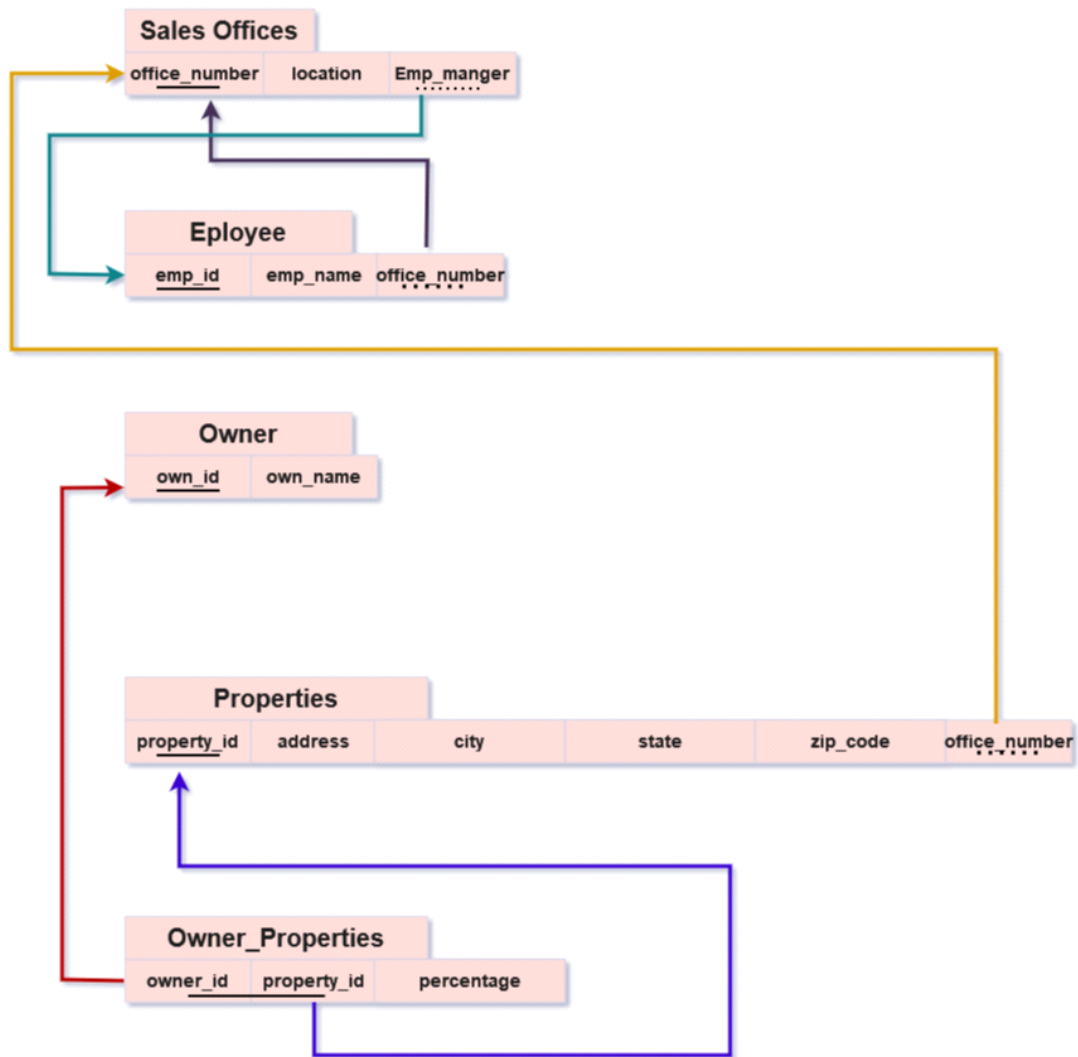 Sales Offices
office_number location Emp_manger
Eployee
emp_id emp_name office_number
Owner
own_id own_name
Properties
property_id address city state zip_code office_number
Owner_Properties
owner_id property_id percentage